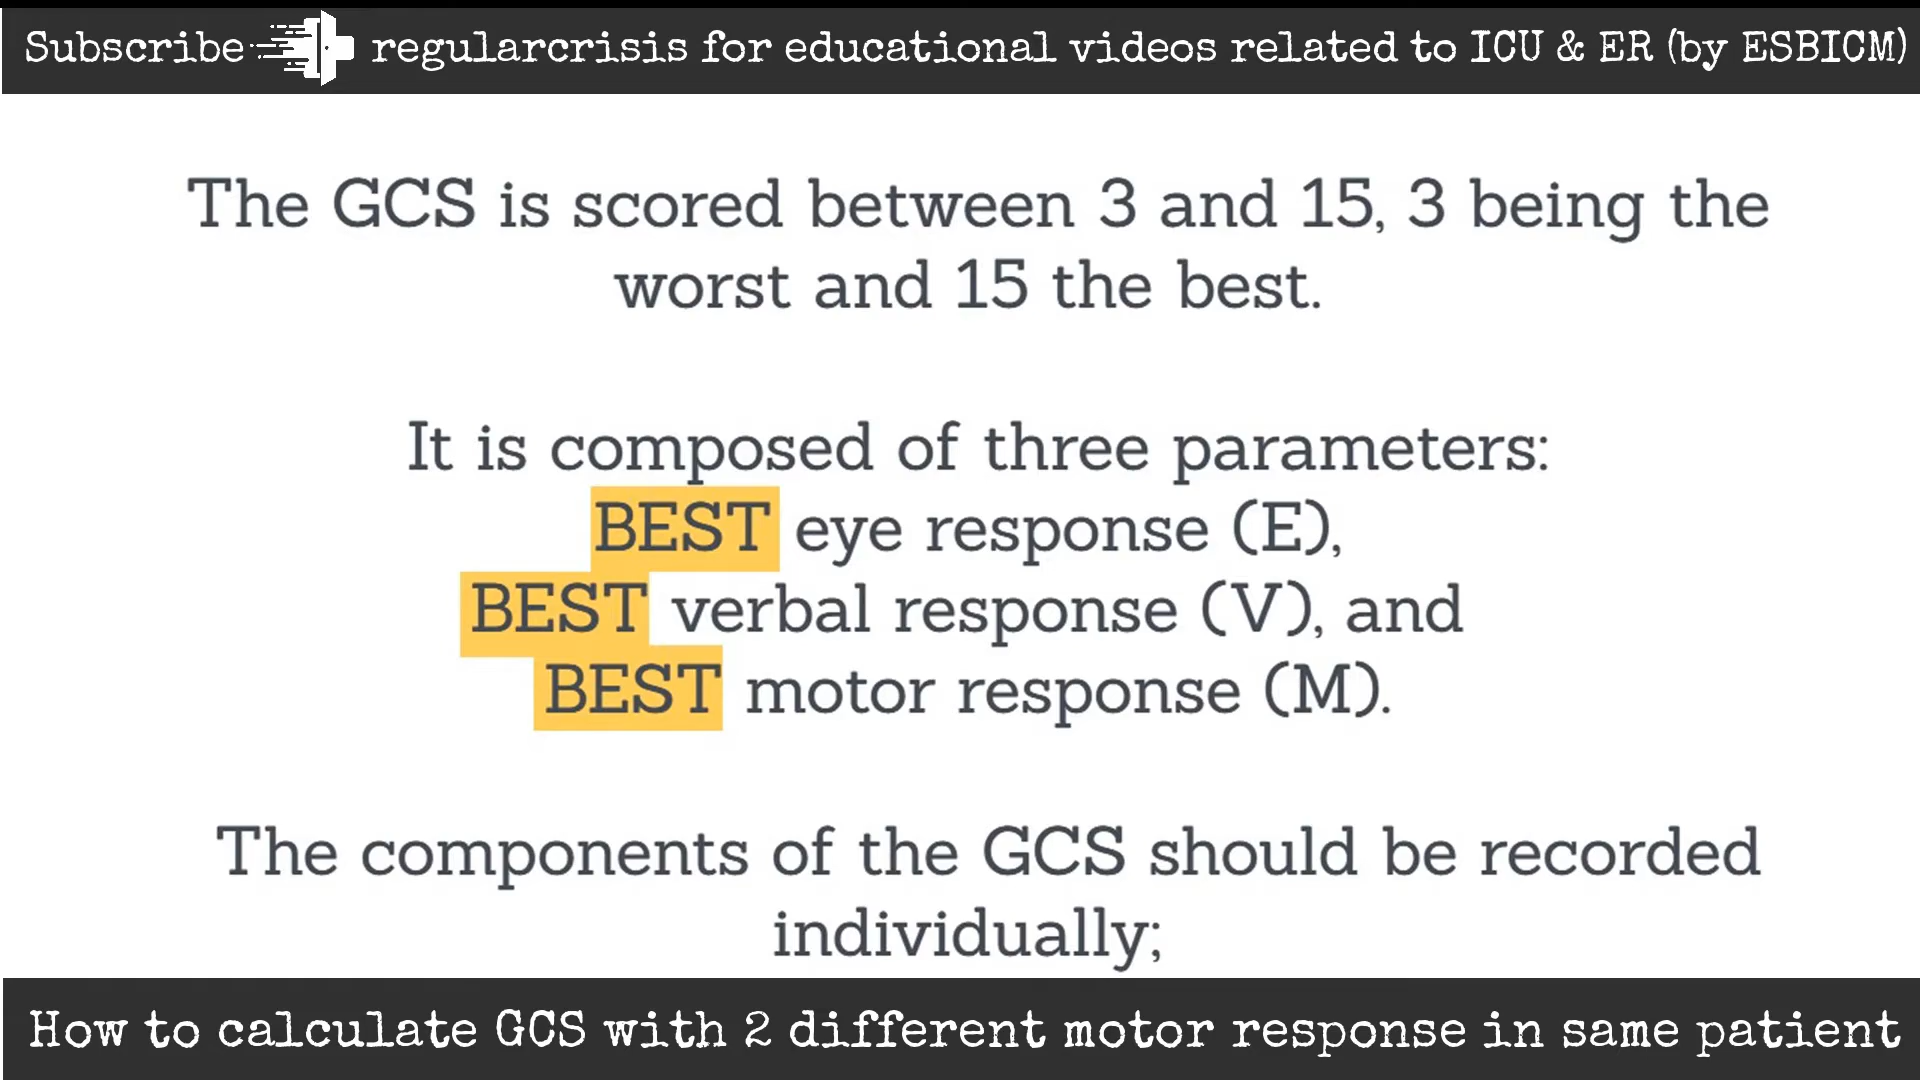 Subscribe regularcrisis for educational videos related to ICU & ER (by ESBICM)
The GCS is scored between 3 and 15, 3 being the
worst and 15 the best.
It is composed of three parameters:
BEST eye response (E),
BEST verbal response (V), and
BEST motor response (M).
The components of the GCS should be recorded
individually;
How to calculate GCS with 2 different motor response in same patient